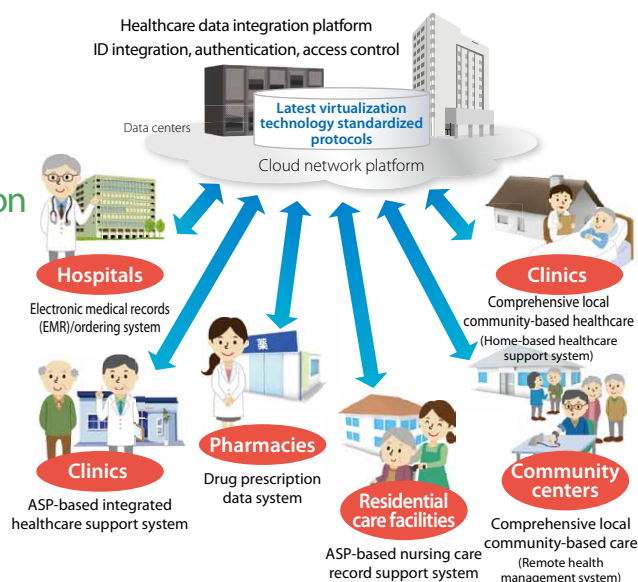 Healthcare data integration platform
ID integration, authentication, access control
Latest virtualization
technology standardized
protocols
Data centers
Cloud network platform
on
Hospitals
Electronic medical records
(EMR)/ordering system
Clinics
Comprehensive local
community-based healthcare
(Home-based healthcare
support system)
薬
Clinics
ASP-based integrated
healthcare support system
Pharmacies
Drug prescription
data system
Residential
care facilities
ASP-based nursing care
record support system
Community
centers
Comprehensive local
community-based care
(Remote health
management system)